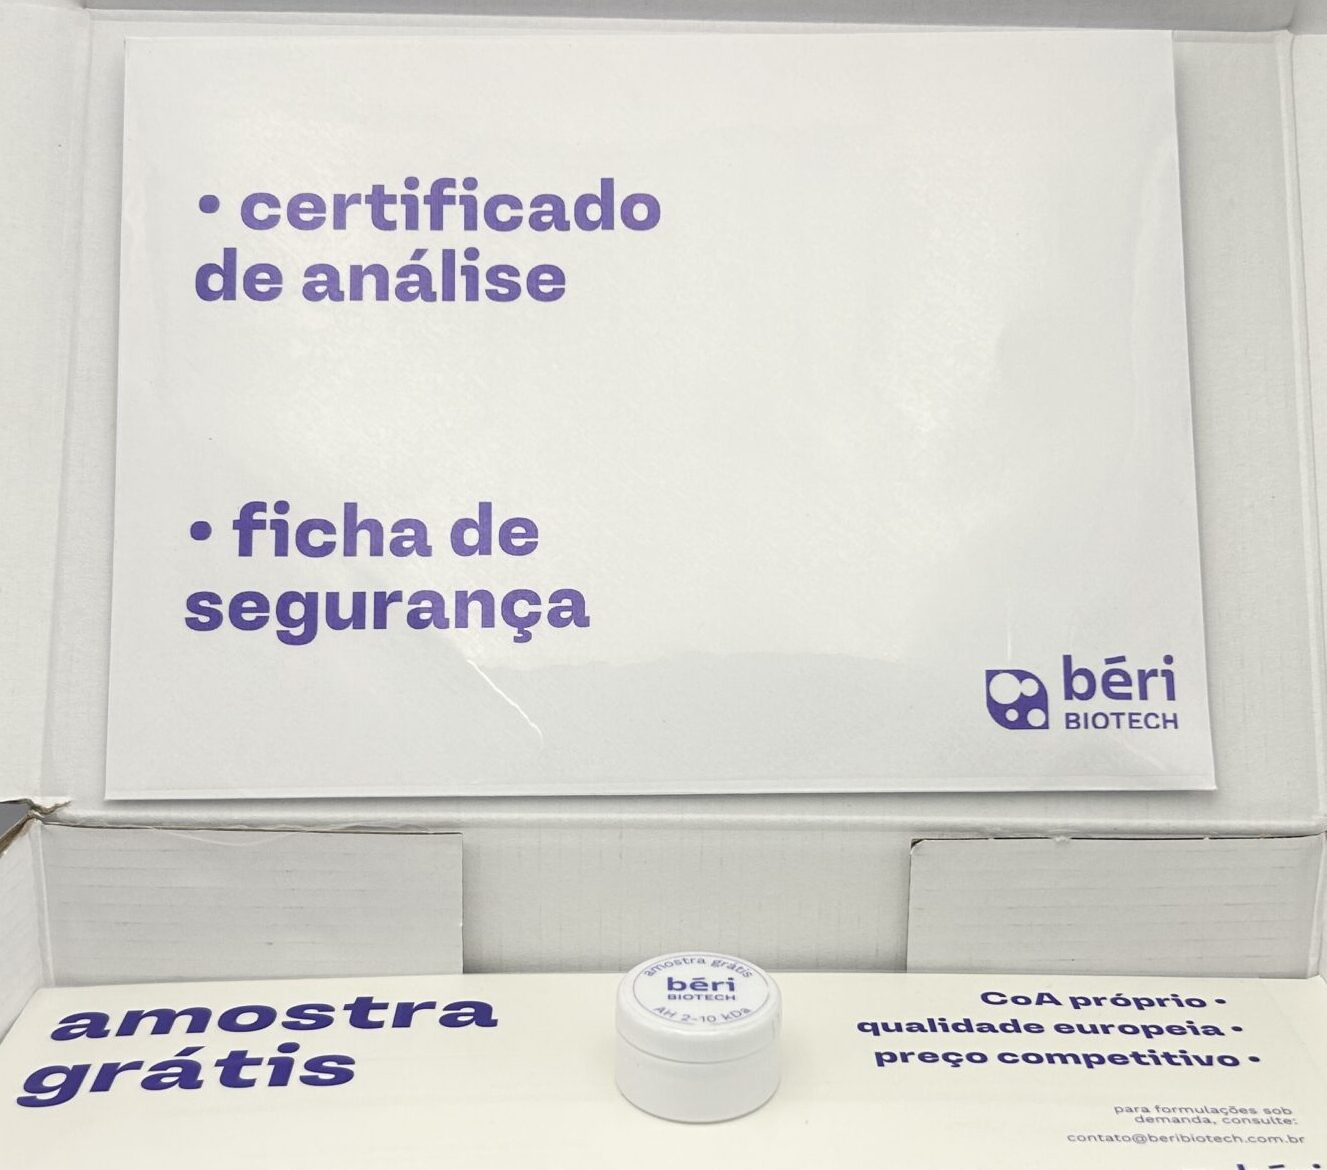 • certificado
de análise
• ficha de
segurança
béri
BIOTECH
amostra
grátis
amostra grátis
béri
BIOTECH
AH 2-10 kDa
CoA próprio •
qualidade europeia •
preço competitivo •
para formulações sob
demanda, consulte:
contato@beribiotech.com.br